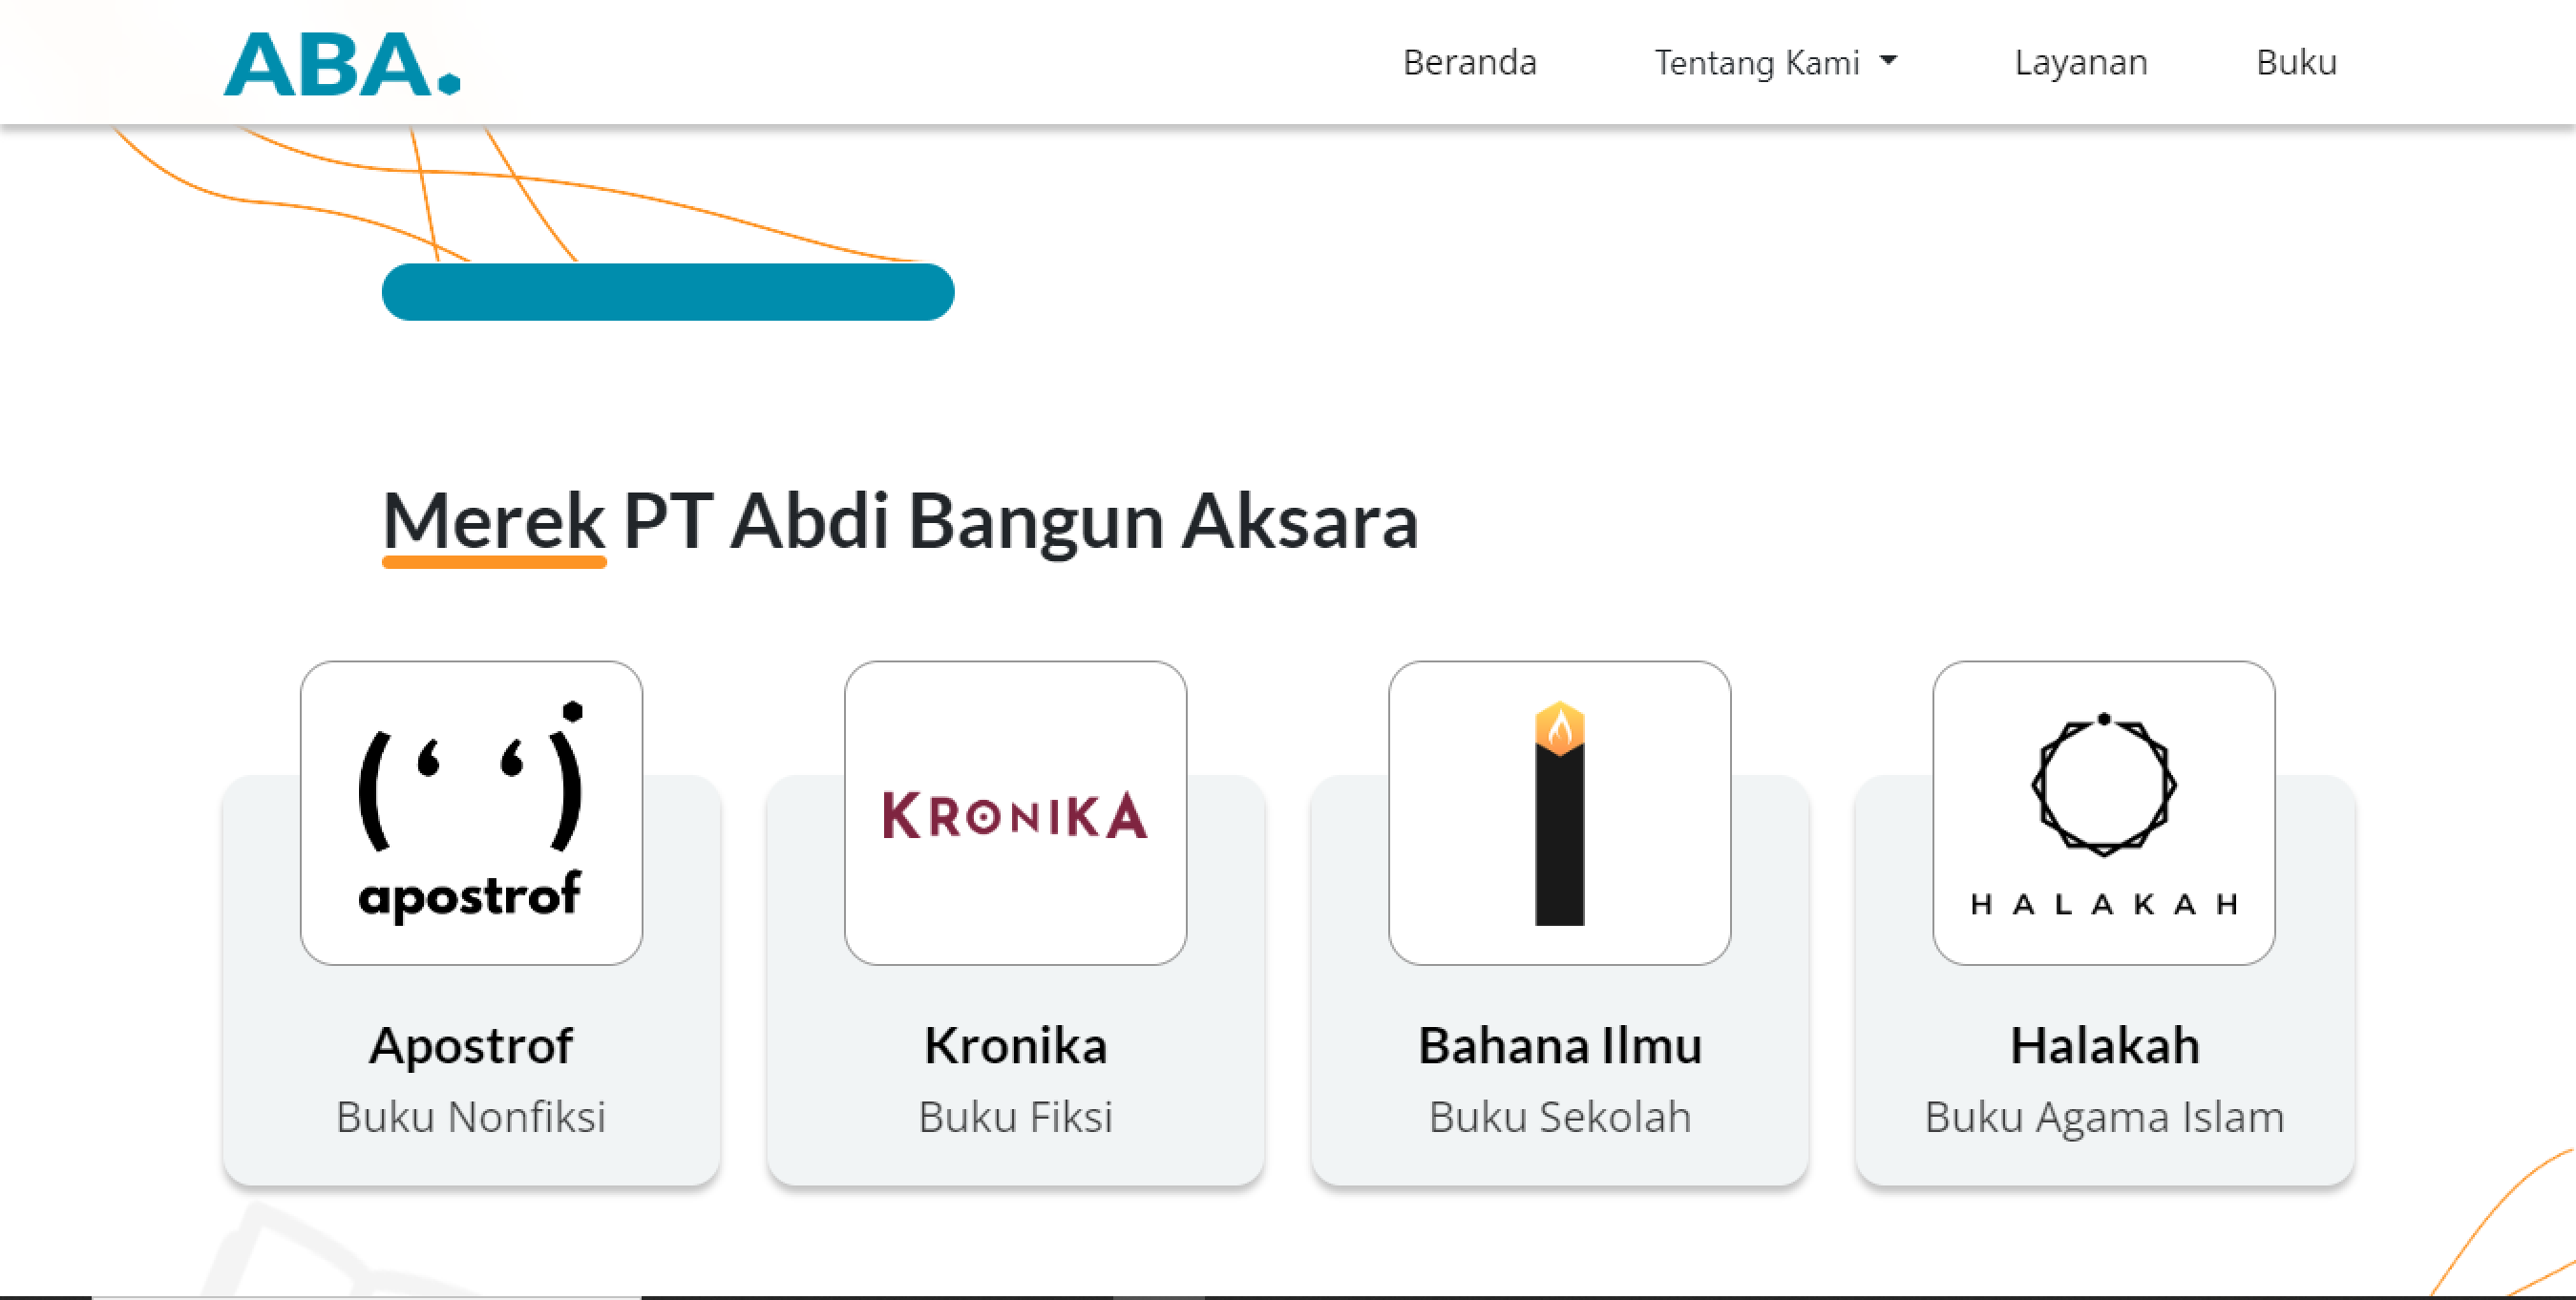 ABA.
Beranda Tentang Kami Layanan Buku
Merek PT Abdi Bangun Aksara
(‘ ‘)
apostrof
KRONIKA
HALAKAH
Apostrof
Buku Nonfiksi
Kronika
Buku Fiksi
Bahana Ilmu
Buku Sekolah
Halakah
Buku Agama Islam